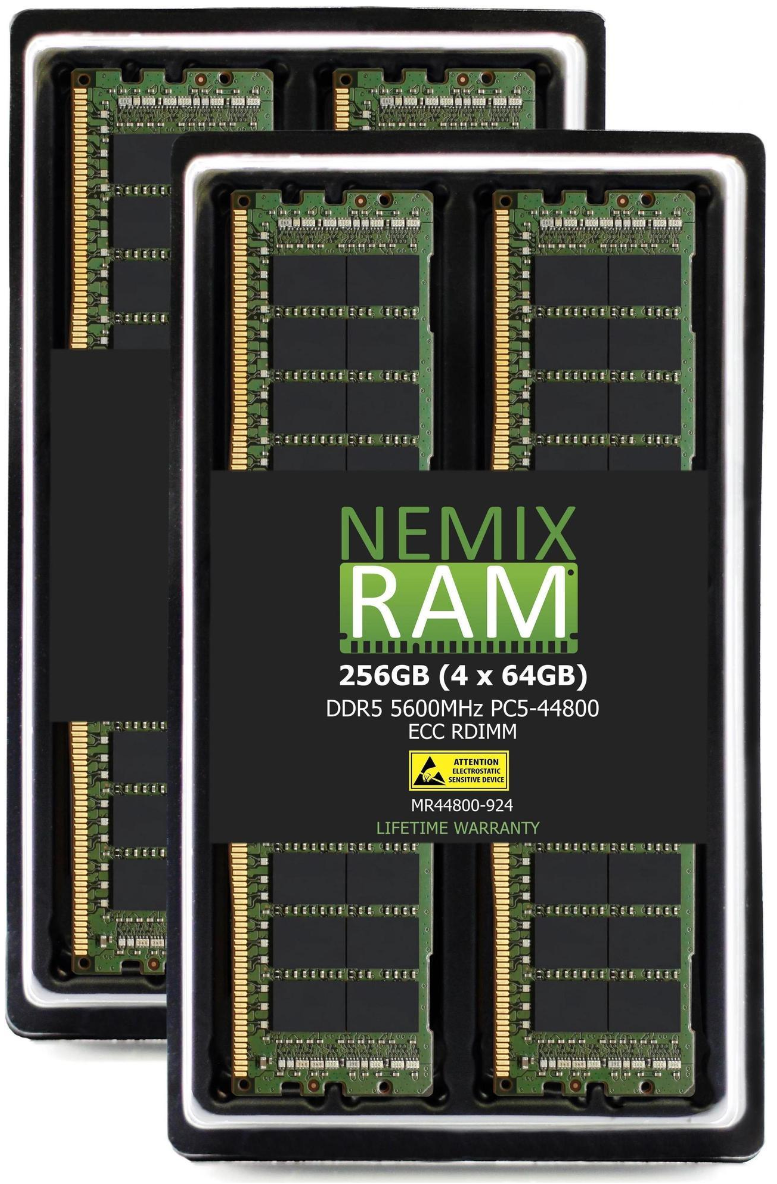 NEMIX
RAM
256GB (4 x 64GB)
DDR5 5600MHz PC5-44800
ECC RDIMM
ATTENTION
ELECTROSTATIC
SENSITIVE DEVICE
MR44800-924
LIFETIME WARRANTY